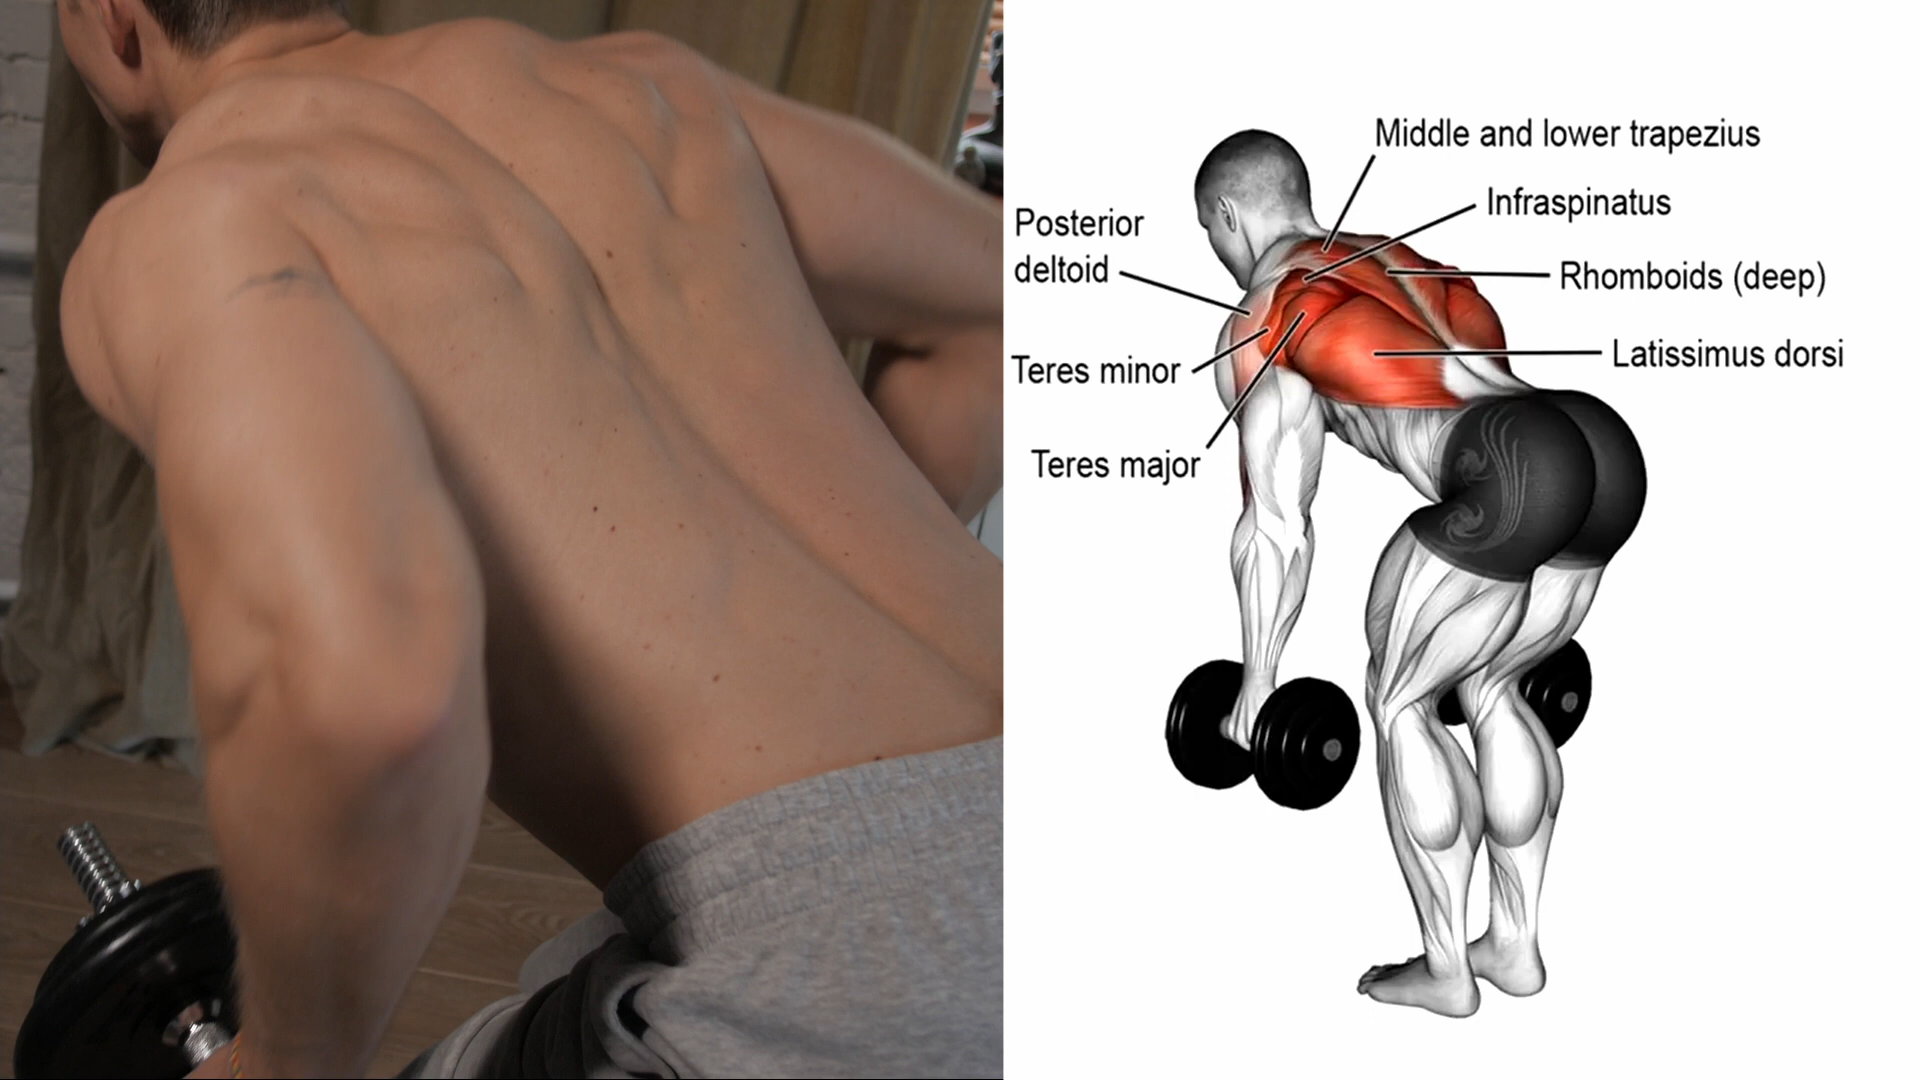 Middle and lower trapezius
Infraspinatus
Posterior
deltoid
Rhomboids (deep)
Latissimus dorsi
Teres minor
Teres major